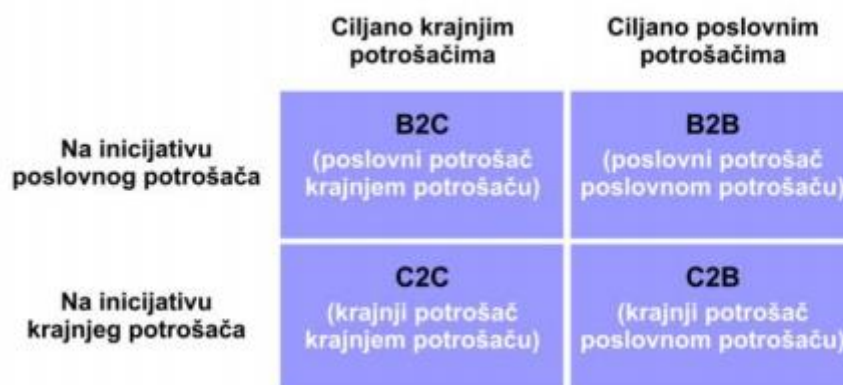 Ciljano krajnjim
potrošačima
Ciljano poslovnim
potrošačima
Na inicijativu
poslovnog potrošača
B2C
(poslovni potrošač
krajnjem potrošaču)
B2B
(poslovni potrošač
poslovnom potrošaču)
Na inicijativu
krajnjeg potrošača
C2C
(krajnji potrošač
krajnjem potrošaču)
C2B
(krajnji potrošač
poslovnom potrošaču)